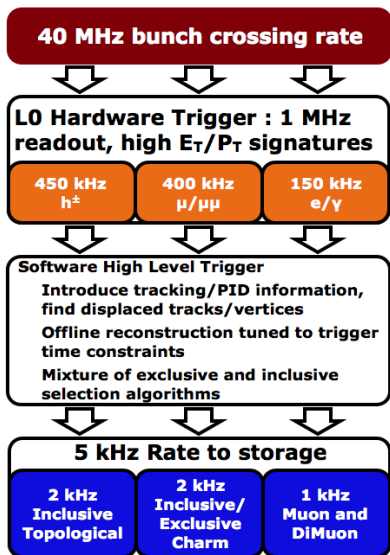 40 MHz bunch crossing rate
L0 Hardware Trigger : 1 MHz
readout, high E_T/P_T signatures
450 kHz
h±
400 kHz
μ/μμ
150 kHz
e/γ
Software High Level Trigger
Introduce tracking/PID information,
find displaced tracks/vertices
Offline reconstruction tuned to trigger
time constraints
Mixture of exclusive and inclusive
selection algorithms
5 kHz Rate to storage
2 kHz
Inclusive
Topological
2 kHz
Inclusive/
Exclusive
Charm
1 kHz
Muon and
DiMuon